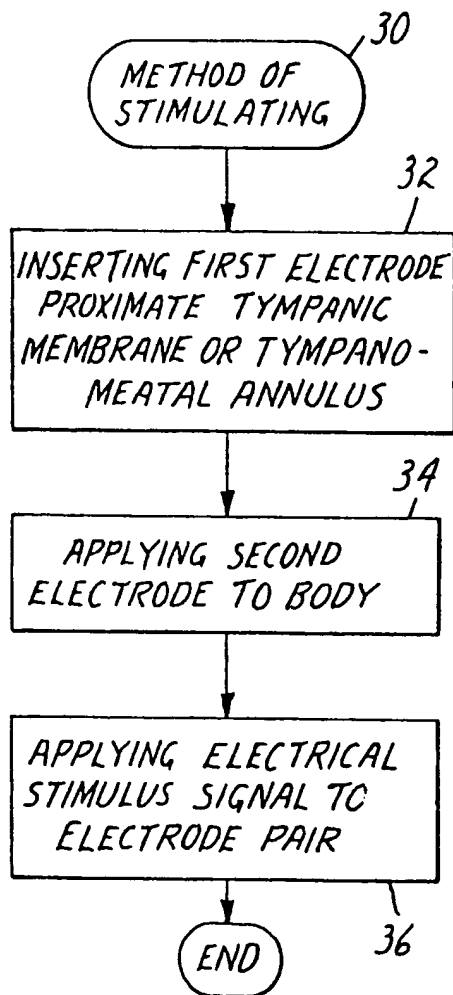 30
METHOD OF
STIMULATING
32
INSERTING FIRST ELECTRODE
PROXIMATE TYMPANIC
MEMBRANE OR TYMPANO-
MEATAL ANNULUS
34
APPLYING SECOND
ELECTRODE TO BODY
APPLYING ELECTRICAL
STIMULUS SIGNAL TO
ELECTRODE PAIR
36
END